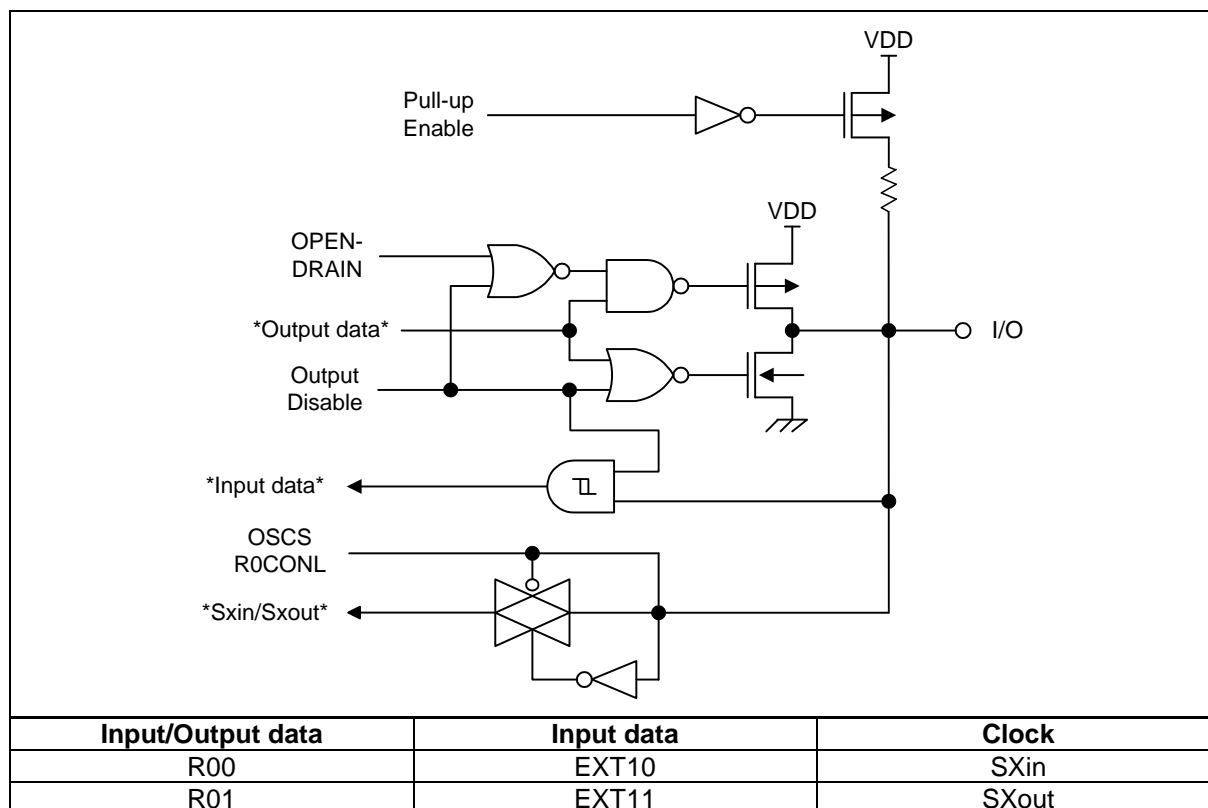 VDD
Pull-up
Enable
VDD
OPEN-
DRAIN
*Output data*
I/O
Output
Disable
*Input data*
OSCS
R0CONL
*Sxin/Sxout*
Input/Output data Input data Clock
R00 EXT10 SXin
R01 EXT11 SXout